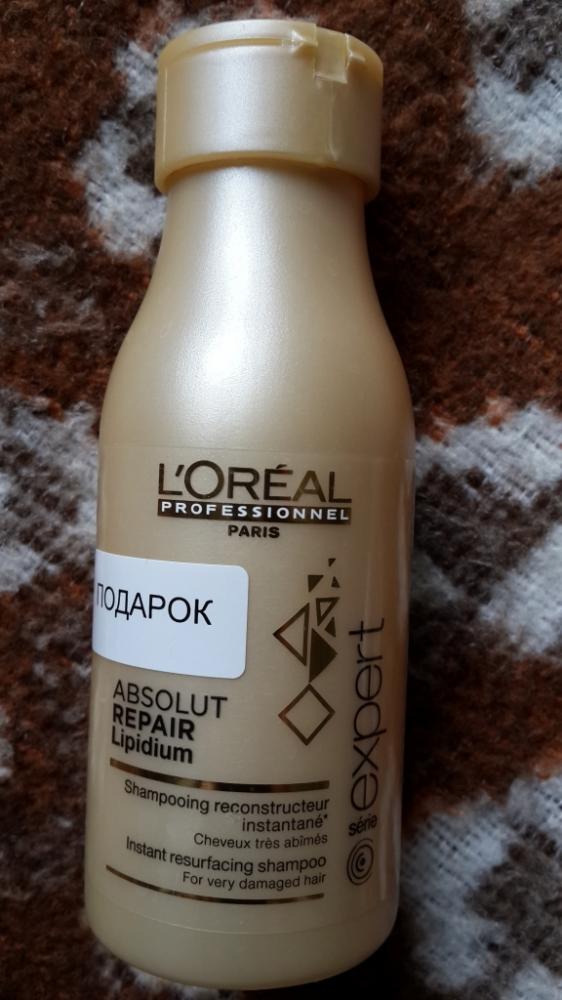 L'ORÉAL
PROFESSIONNEL
PARIS
ПОДАРОК
ABSOLUT
REPAIR
Lipidium
Shampooing reconstructeur
instantané*
Cheveux très abîmés
Instant resurfacing shampoo
For very damaged hair
série expert